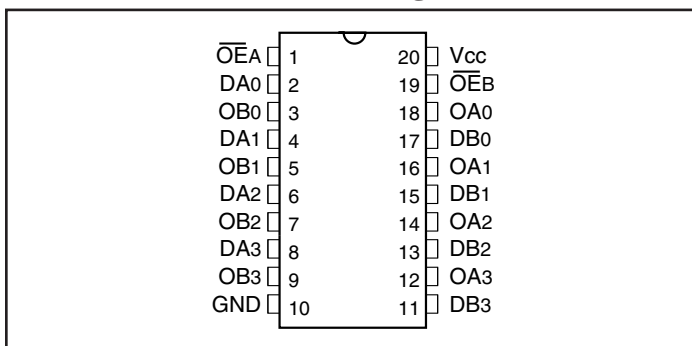 O̅E̅A 1 20 Vcc
DA0 2 19 O̅E̅B
OB0 3 18 OA0
DA1 4 17 DB0
OB1 5 16 OA1
DA2 6 15 DB1
OB2 7 14 OA2
DA3 8 13 DB2
OB3 9 12 OA3
GND 10 11 DB3